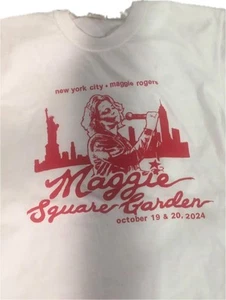 new york city • maggie rogers
Maggie
Square Garden
october 19 & 20, 2024